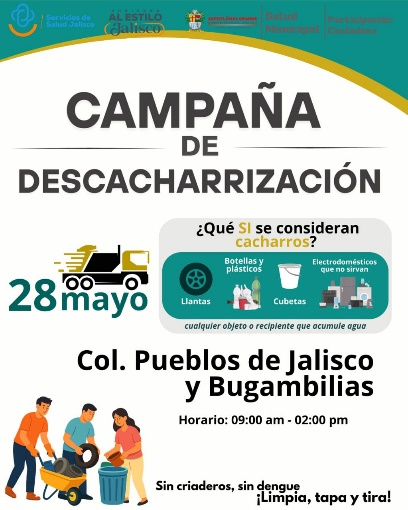 Servicios de
Salud Jalisco
AL ESTILO
Jalisco
Salud
Municipal
Participación
Ciudadana
CAMPAÑA
DE
DESCACHARRIZACIÓN
¿Qué SI se consideran
cacharros?
Llantas
Botellas y
plásticos
Cubetas
Electrodomésticos
que no sirvan
cualquier objeto o recipiente que acumule agua
28 mayo
Col. Pueblos de Jalisco
y Bugambilias
Horario: 09:00 am - 02:00 pm
Sin criaderos, sin dengue
¡Limpia, tapa y tira!